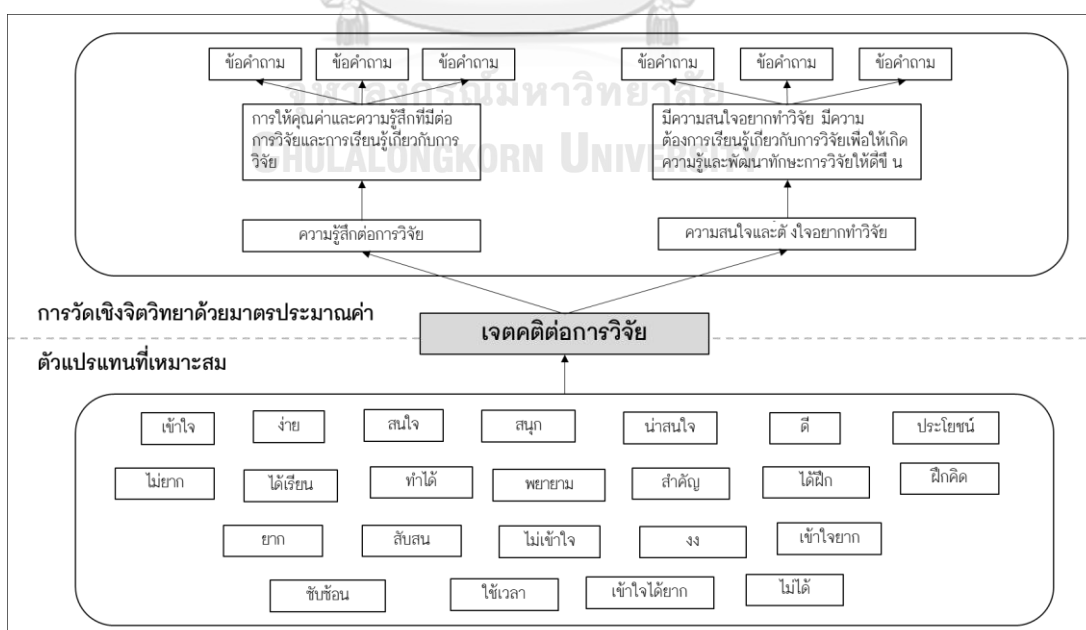 ข้อคำถาม ข้อคำถาม ข้อคำถาม ข้อคำถาม ข้อคำถาม ข้อคำถาม
จุฬาลงกรณ์มหาวิทยาลัย
การให้คุณค่าและความรู้สึกที่มีต่อ
การวิจัยและการเรียนรู้เกี่ยวกับการ
วิจัย
มีความสนใจอยากทำวิจัย มีความ
ต้องการเรียนรู้เกี่ยวกับการวิจัยเพื่อให้เกิด
ความรู้และพัฒนาทักษะการวิจัยให้ดีขึ น
CHULALONGKORN UNIVERSITY
ความรู้สึกต่อการวิจัย ความสนใจและตั งใจอยากทำวิจัย
การวัดเชิงจิตวิทยาด้วยมาตรประมาณค่า
เจตคติต่อการวิจัย
ตัวแปรแทนที่เหมาะสม
เข้าใจ ง่าย สนใจ สนุก น่าสนใจ ดี ประโยชน์
ไม่ยาก ได้เรียน ทำได้ พยายาม สำคัญ ได้ฝึก ฝึกคิด
ยาก สับสน ไม่เข้าใจ งง เข้าใจยาก
ซับซ้อน ใช้เวลา เข้าใจได้ยาก ไม่ได้